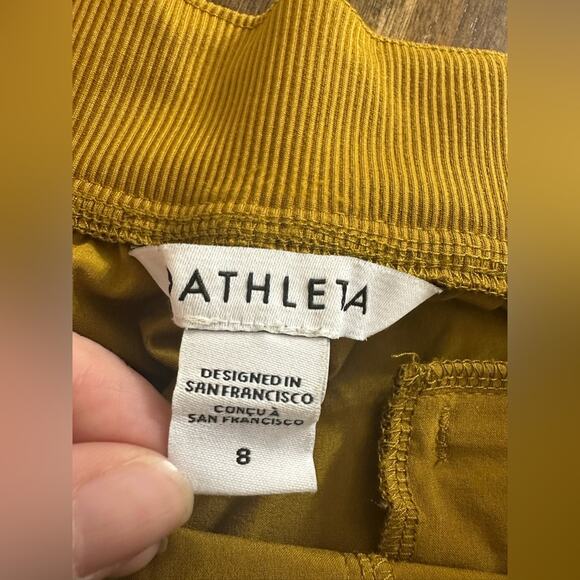 ATHLETA
DESIGNED IN
SAN FRANCISCO
CONÇU À
SAN FRANCISCO
8